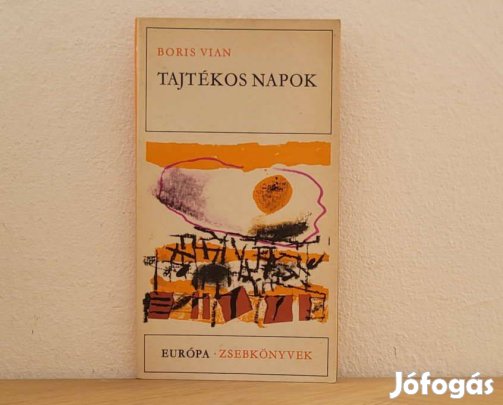 BORIS VIAN
TAJTÉKOS NAPOK
EURÓPA · ZSEBKÖNYVEK
Jófogás